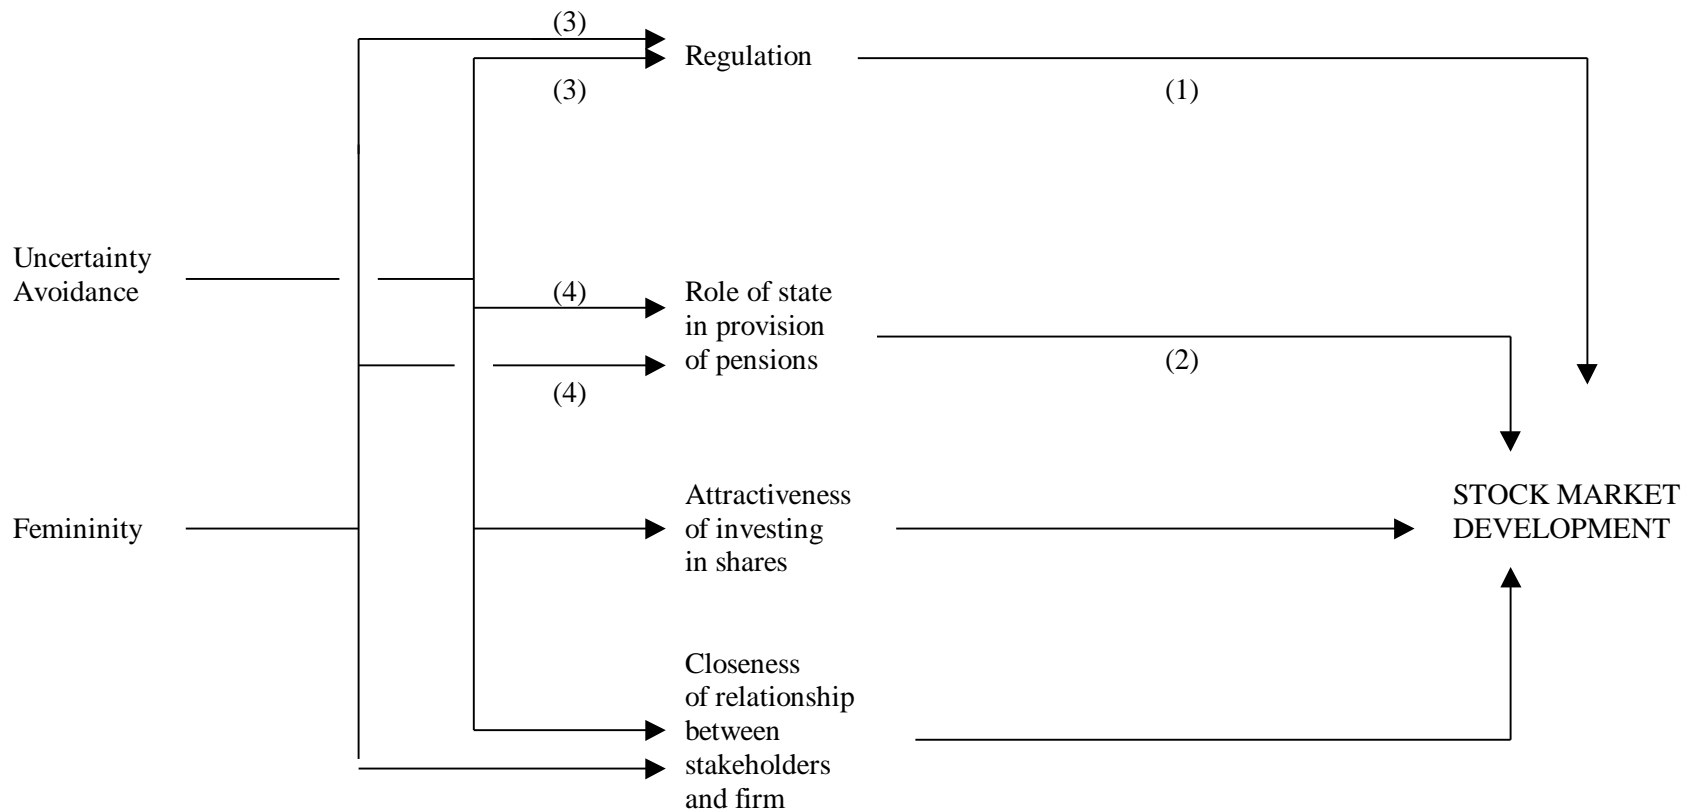 (3)
Regulation
(3)
(1)
Uncertainty
Avoidance
(4)
Role of state
in provision
of pensions
(2)
(4)
Attractiveness
of investing
in shares
STOCK MARKET
DEVELOPMENT
Femininity
Closeness
of relationship
between
stakeholders
and firm